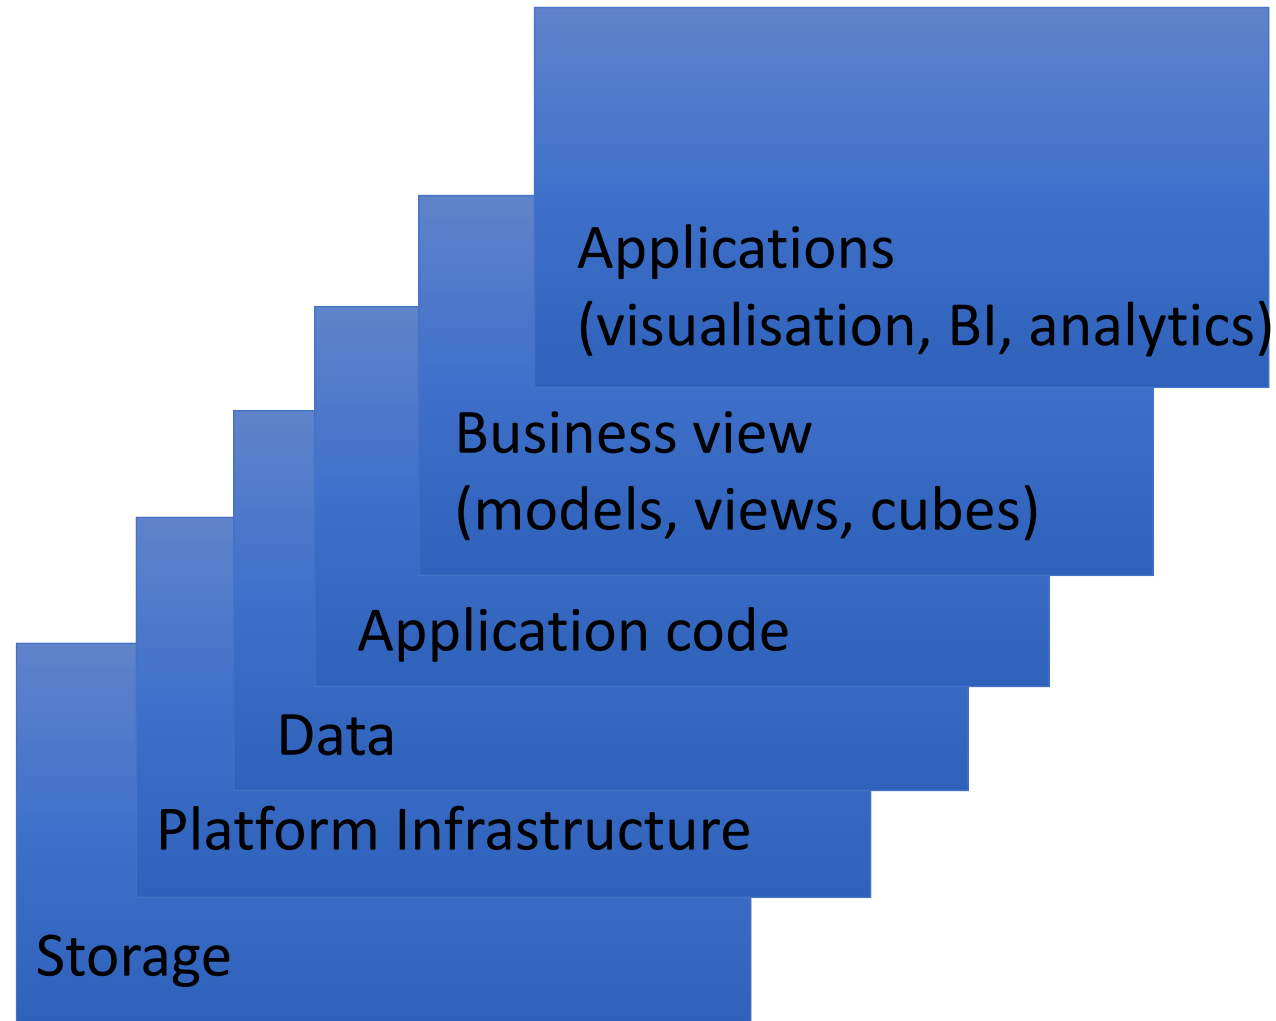 Applications
(visualisation, BI, analytics)
Business view
(models, views, cubes)
Application code
Data
Platform Infrastructure
Storage